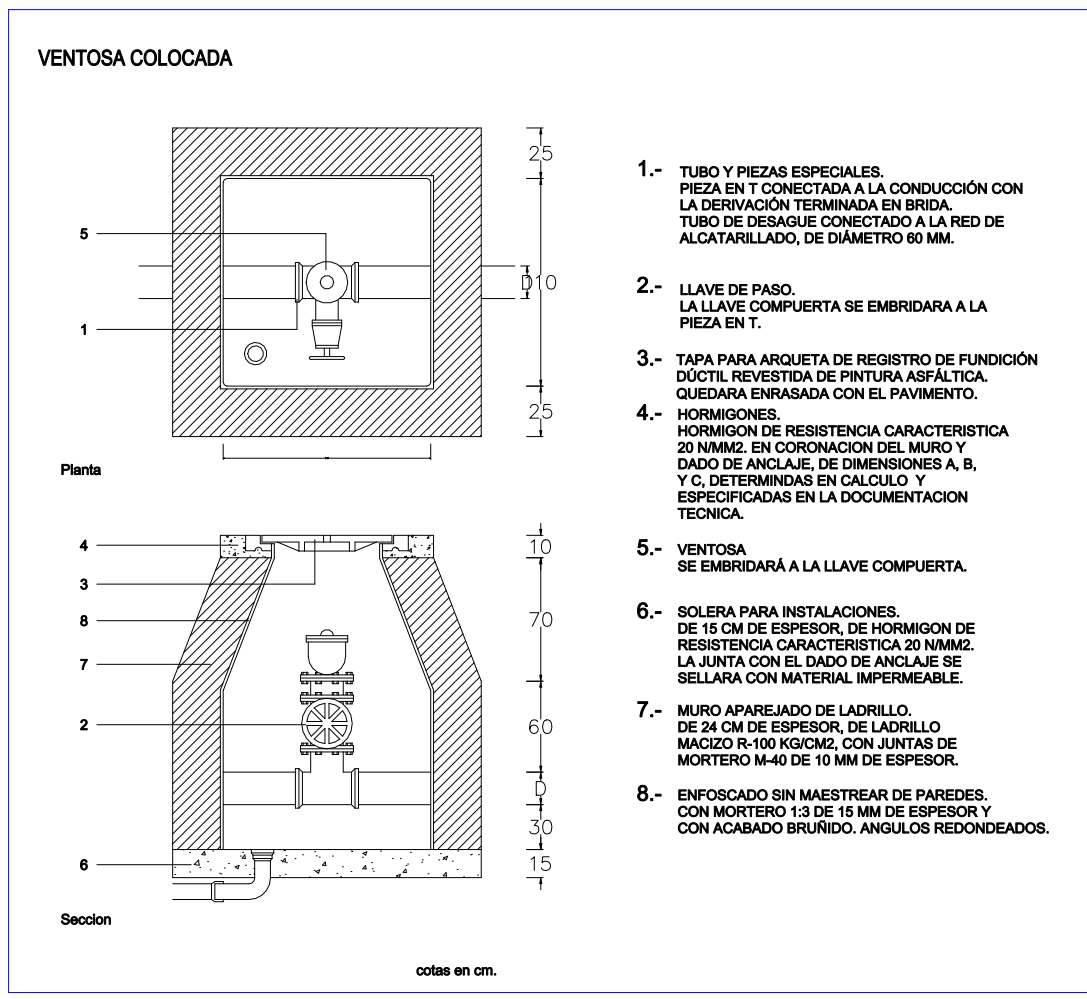 VENTOSA COLOCADA
25
5
D
110
1
25
Planta
4
10
3
8
70
7
2
60
D
30
6
15
Seccion
cotas en cm.
1.- TUBO Y PIEZAS ESPECIALES.
PIEZA EN T CONECTADA A LA CONDUCCIÓN CON
LA DERIVACIÓN TERMINADA EN BRIDA.
TUBO DE DESAGUE CONECTADO A LA RED DE
ALCATARILLADO, DE DIÁMETRO 60 MM.
2.- LLAVE DE PASO.
LA LLAVE COMPUERTA SE EMBRIDARA A LA
PIEZA EN T.
3.- TAPA PARA ARQUETA DE REGISTRO DE FUNDICIÓN
DÚCTIL REVESTIDA DE PINTURA ASFÁLTICA.
QUEDARA ENRASADA CON EL PAVIMENTO.
4.- HORMIGONES.
HORMIGON DE RESISTENCIA CARACTERISTICA
20 N/MM2. EN CORONACION DEL MURO Y
DADO DE ANCLAJE, DE DIMENSIONES A, B,
Y C, DETERMINDAS EN CALCULO Y
ESPECIFICADAS EN LA DOCUMENTACION
TECNICA.
5.- VENTOSA
SE EMBRIDARÁ A LA LLAVE COMPUERTA.
6.- SOLERA PARA INSTALACIONES.
DE 15 CM DE ESPESOR, DE HORMIGON DE
RESISTENCIA CARACTERISTICA 20 N/MM2.
LA JUNTA CON EL DADO DE ANCLAJE SE
SELLARA CON MATERIAL IMPERMEABLE.
7.- MURO APAREJADO DE LADRILLO.
DE 24 CM DE ESPESOR, DE LADRILLO
MACIZO R-100 KG/CM2, CON JUNTAS DE
MORTERO M-40 DE 10 MM DE ESPESOR.
8.- ENFOSCADO SIN MAESTREAR DE PAREDES.
CON MORTERO 1:3 DE 15 MM DE ESPESOR Y
CON ACABADO BRUÑIDO. ANGULOS REDONDEADOS.